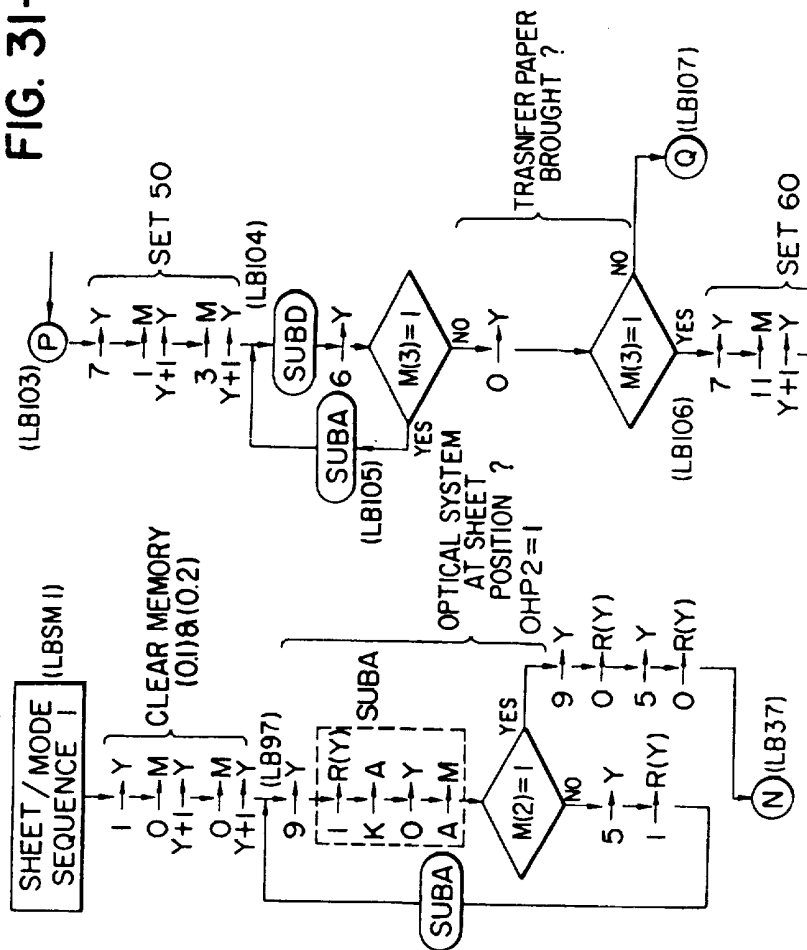 FIG. 31-
SHEET / MODE
SEQUENCE 1
(LBSM1)
1→Y
0→M
Y+1→Y
0→M
Y+1→Y
CLEAR MEMORY
(0.1)&(0.2)
(LB97)
9→Y
1→R(Y)
K→A
0→Y
A→M
SUBA
M(2)=1
YES
NO
5→Y
1→R(Y)
SUBA
OPTICAL SYSTEM
AT SHEET
POSITION ?
OHP2=1
9→Y
0→R(Y)
5→Y
0→R(Y)
N
(LB37)
(LB103)
P
7→Y
1→M
Y+1→Y
3→M
Y+1→Y
SET 50
(LB104)
SUBD
6→Y
M(3)=1
YES
NO
SUBA
(LB105)
0→Y
TRASNFER PAPER
BROUGHT ?
M(3)=1
NO
YES
Q
(LB107)
(LB106)
7→Y
11→M
Y+1→Y
SET 60